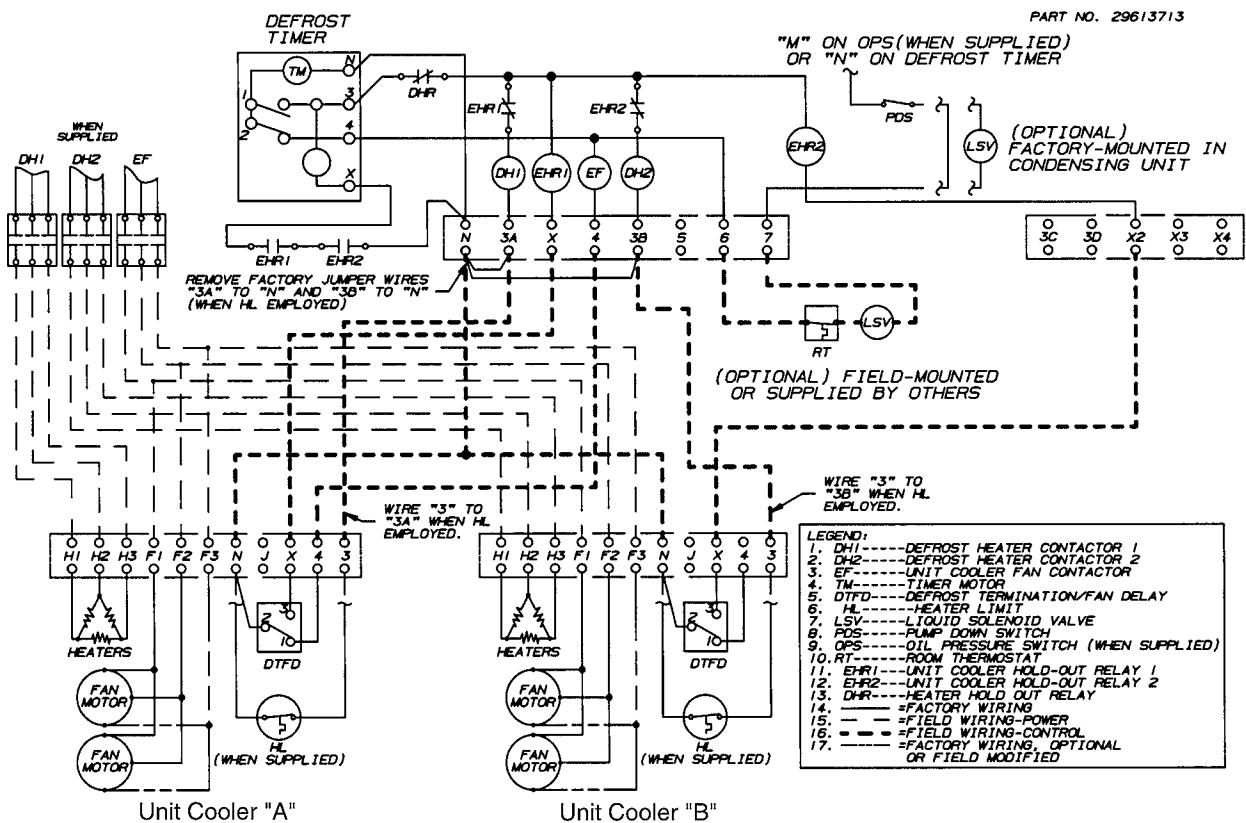 PART NO. 29613713
DEFROST
TIMER
"M" ON OPS(WHEN SUPPLIED)
OR "N" ON DEFROST TIMER
TM
N
1
3
2
4
X
DHR
EHR1
EHR2
PDS
LSV
(OPTIONAL)
FACTORY-MOUNTED IN
CONDENSING UNIT
WHEN
SUPPLIED
DH1
DH2
EF
DH1
EHR1
EF
DH2
EHR2
N
3A
X
4
3B
5
6
7
3C
3D
X2
X3
X4
EHR1
EHR2
REMOVE FACTORY JUMPER WIRES
"3A" TO "N" AND "3B" TO "N"
(WHEN HL EMPLOYED)
RT
LSV
(OPTIONAL) FIELD-MOUNTED
OR SUPPLIED BY OTHERS
WIRE "3" TO
"3A" WHEN HL
EMPLOYED.
WIRE "3" TO
"3B" WHEN HL
EMPLOYED.
H1
H2
H3
F1
F2
F3
N
J
X
4
3
H1
H2
H3
F1
F2
F3
N
J
X
4
3
HEATERS
2
3
1
DTFD
FAN
MOTOR
FAN
MOTOR
HL
(WHEN SUPPLIED)
Unit Cooler "A"
HEATERS
2
3
1
DTFD
FAN
MOTOR
FAN
MOTOR
HL
(WHEN SUPPLIED)
Unit Cooler "B"
LEGEND:
1. DH1-----DEFROST HEATER CONTACTOR 1
2. DH2-----DEFROST HEATER CONTACTOR 2
3. EF-----UNIT COOLER FAN CONTACTOR
4. TM-----TIMER MOTOR
5. DTFD----DEFROST TERMINATION/FAN DELAY
6. HL-----HEATER LIMIT
7. LSV-----LIQUID SOLENOID VALVE
8. PDS-----PUMP DOWN SWITCH
9. OPS-----OIL PRESSURE SWITCH (WHEN SUPPLIED)
10. RT-----ROOM THERMOSTAT
11. EHR1----UNIT COOLER HOLD-OUT RELAY 1
12. EHR2----UNIT COOLER HOLD-OUT RELAY 2
13. DHR----HEATER HOLD OUT RELAY
14. =FACTORY WIRING
15. =FIELD WIRING-POWER
16. =FIELD WIRING-CONTROL
17. =FACTORY WIRING, OPTIONAL
OR FIELD MODIFIED